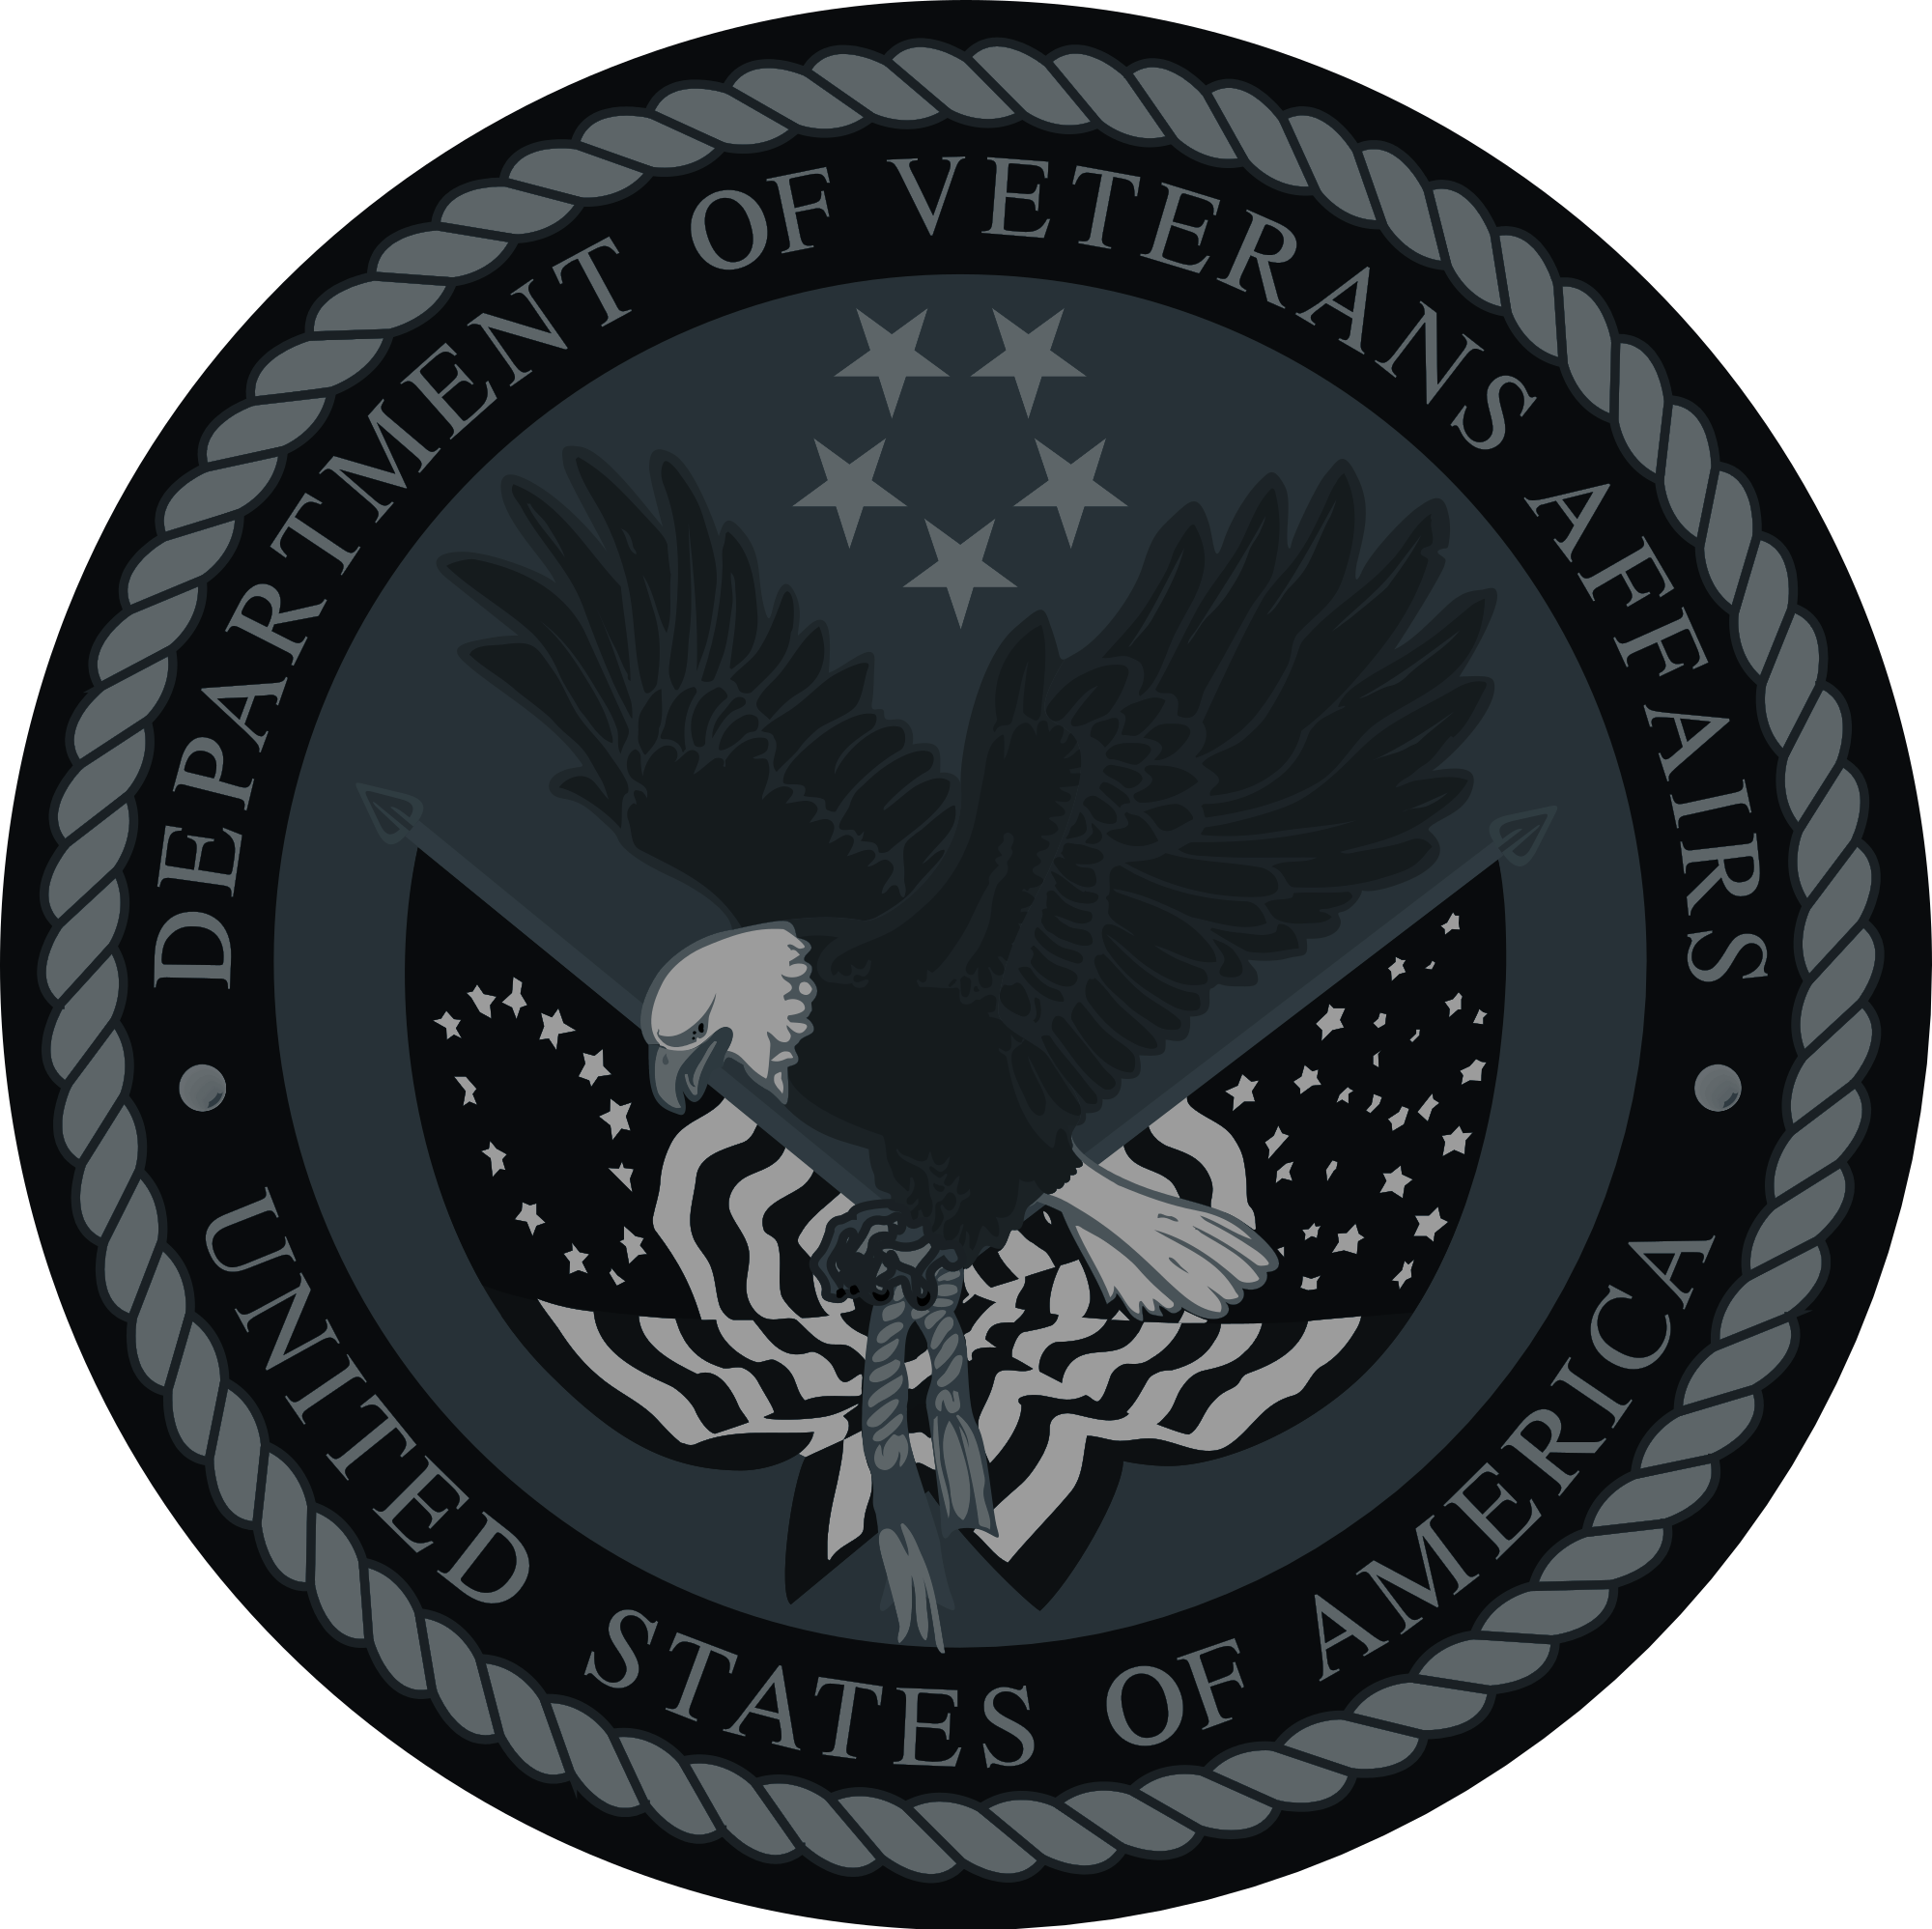 DEPARTMENT OF VETERANS AFFAIRS
UNITED STATES OF AMERICA